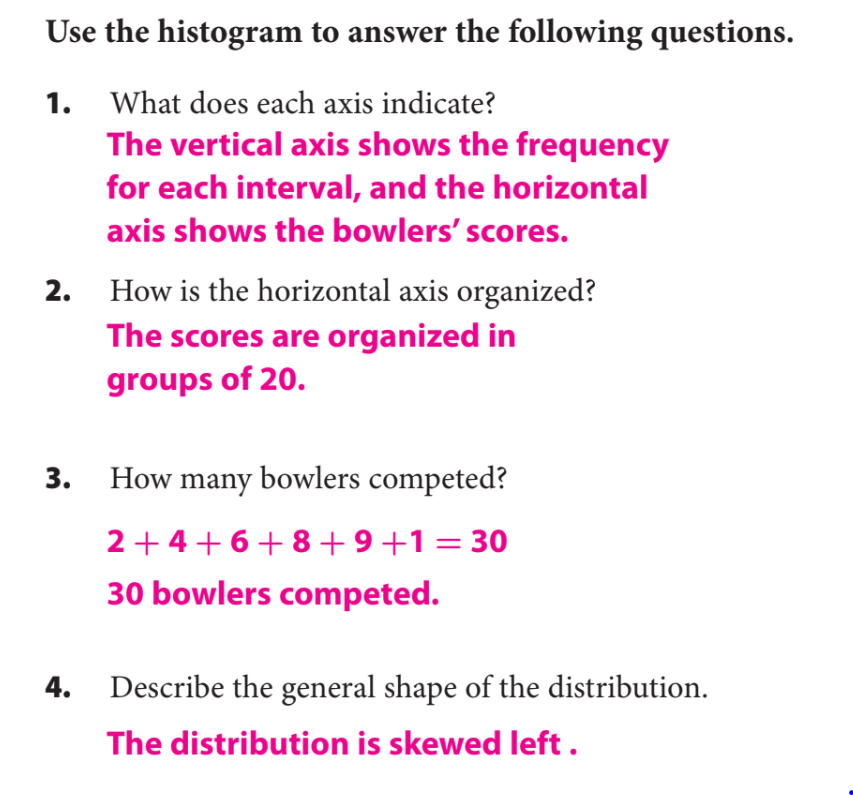 Use the histogram to answer the following questions.
1. What does each axis indicate?
The vertical axis shows the frequency
for each interval, and the horizontal
axis shows the bowlers’ scores.
2. How is the horizontal axis organized?
The scores are organized in
groups of 20.
3. How many bowlers competed?
2 + 4 + 6 + 8 + 9 +1 = 30
30 bowlers competed.
4. Describe the general shape of the distribution.
The distribution is skewed left .